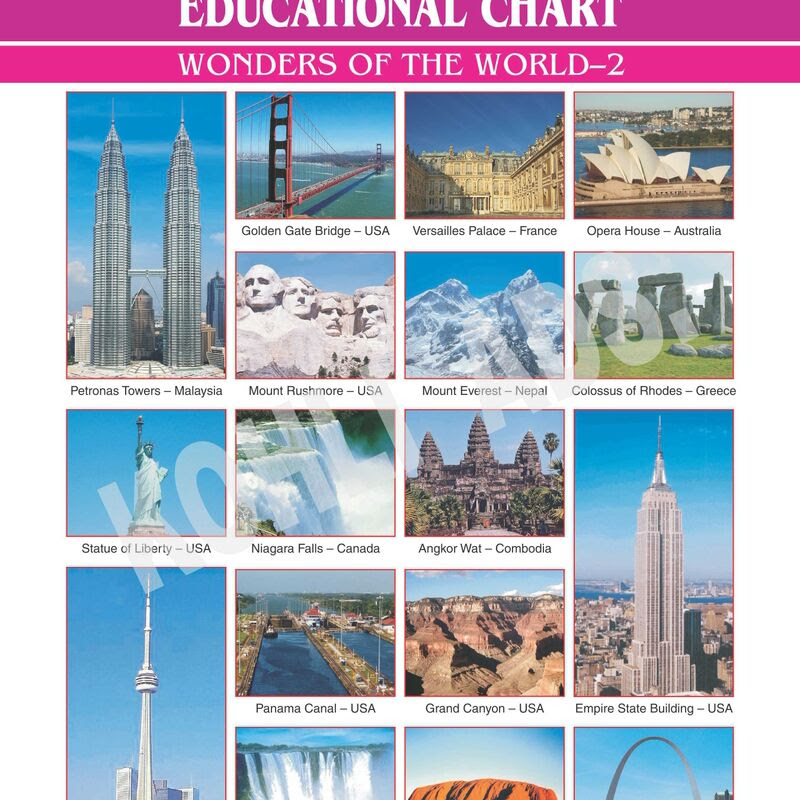 EDUCATIONAL CHART
WONDERS OF THE WORLD–2
Golden Gate Bridge – USA
Versailles Palace – France
Opera House – Australia
Petronas Towers – Malaysia
Mount Rushmore – USA
Mount Everest – Nepal
Colossus of Rhodes – Greece
Statue of Liberty – USA
Niagara Falls – Canada
Angkor Wat – Combodia
Panama Canal – USA
Grand Canyon – USA
Empire State Building – USA